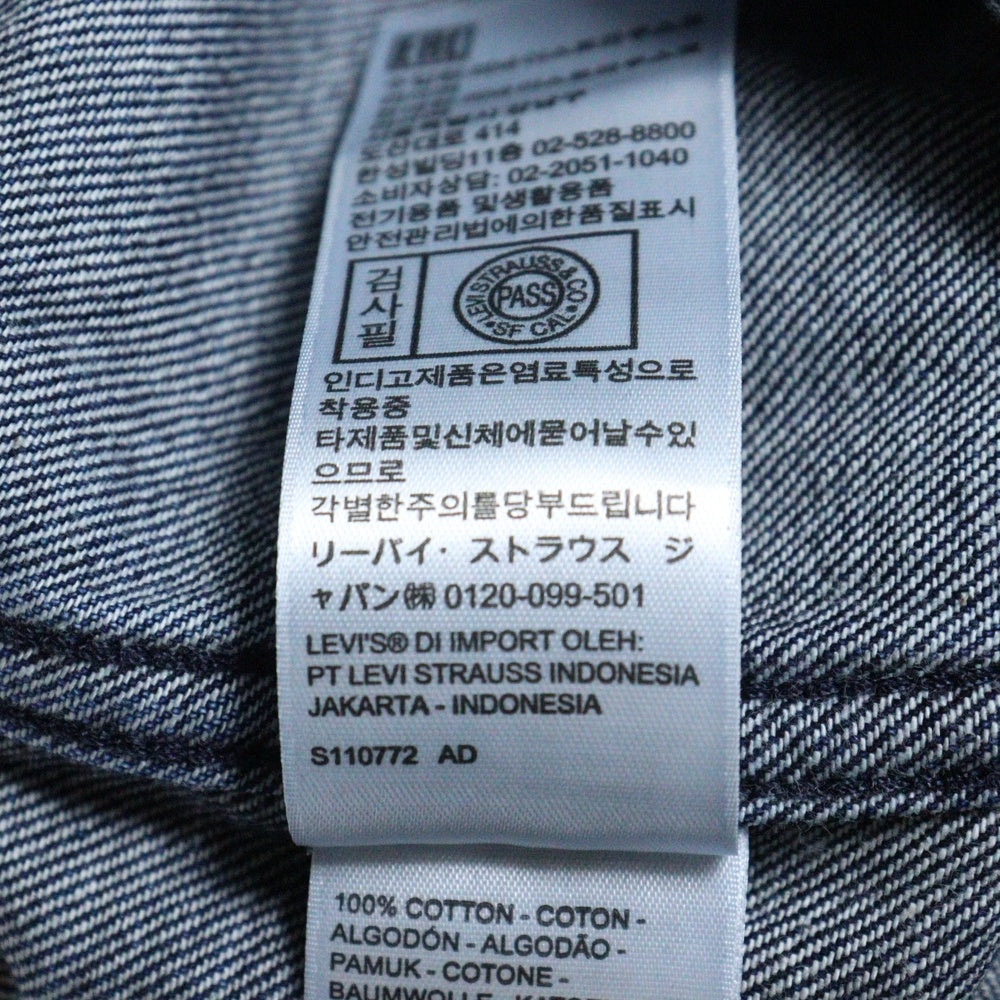 도산대로 414
한성빌딩11층 02-528-8800
소비자상담: 02-2051-1040
전기용품 및생활용품
안전관리법에의한품질표시
검사필
LEVI STRAUSS & CO.
PASS
SF CAL
인디고제품은염료특성으로
착용중
타제품및신체에묻어날수있
으므로
각별한주의를당부드립니다
リーバイ・ストラウス ジ
ャパン㈱ 0120-099-501
LEVI'S® DI IMPORT OLEH:
PT LEVI STRAUSS INDONESIA
JAKARTA - INDONESIA
S110772 AD
100% COTTON - COTON -
ALGODÓN - ALGODÃO -
PAMUK - COTONE -
BAUMWOLLE